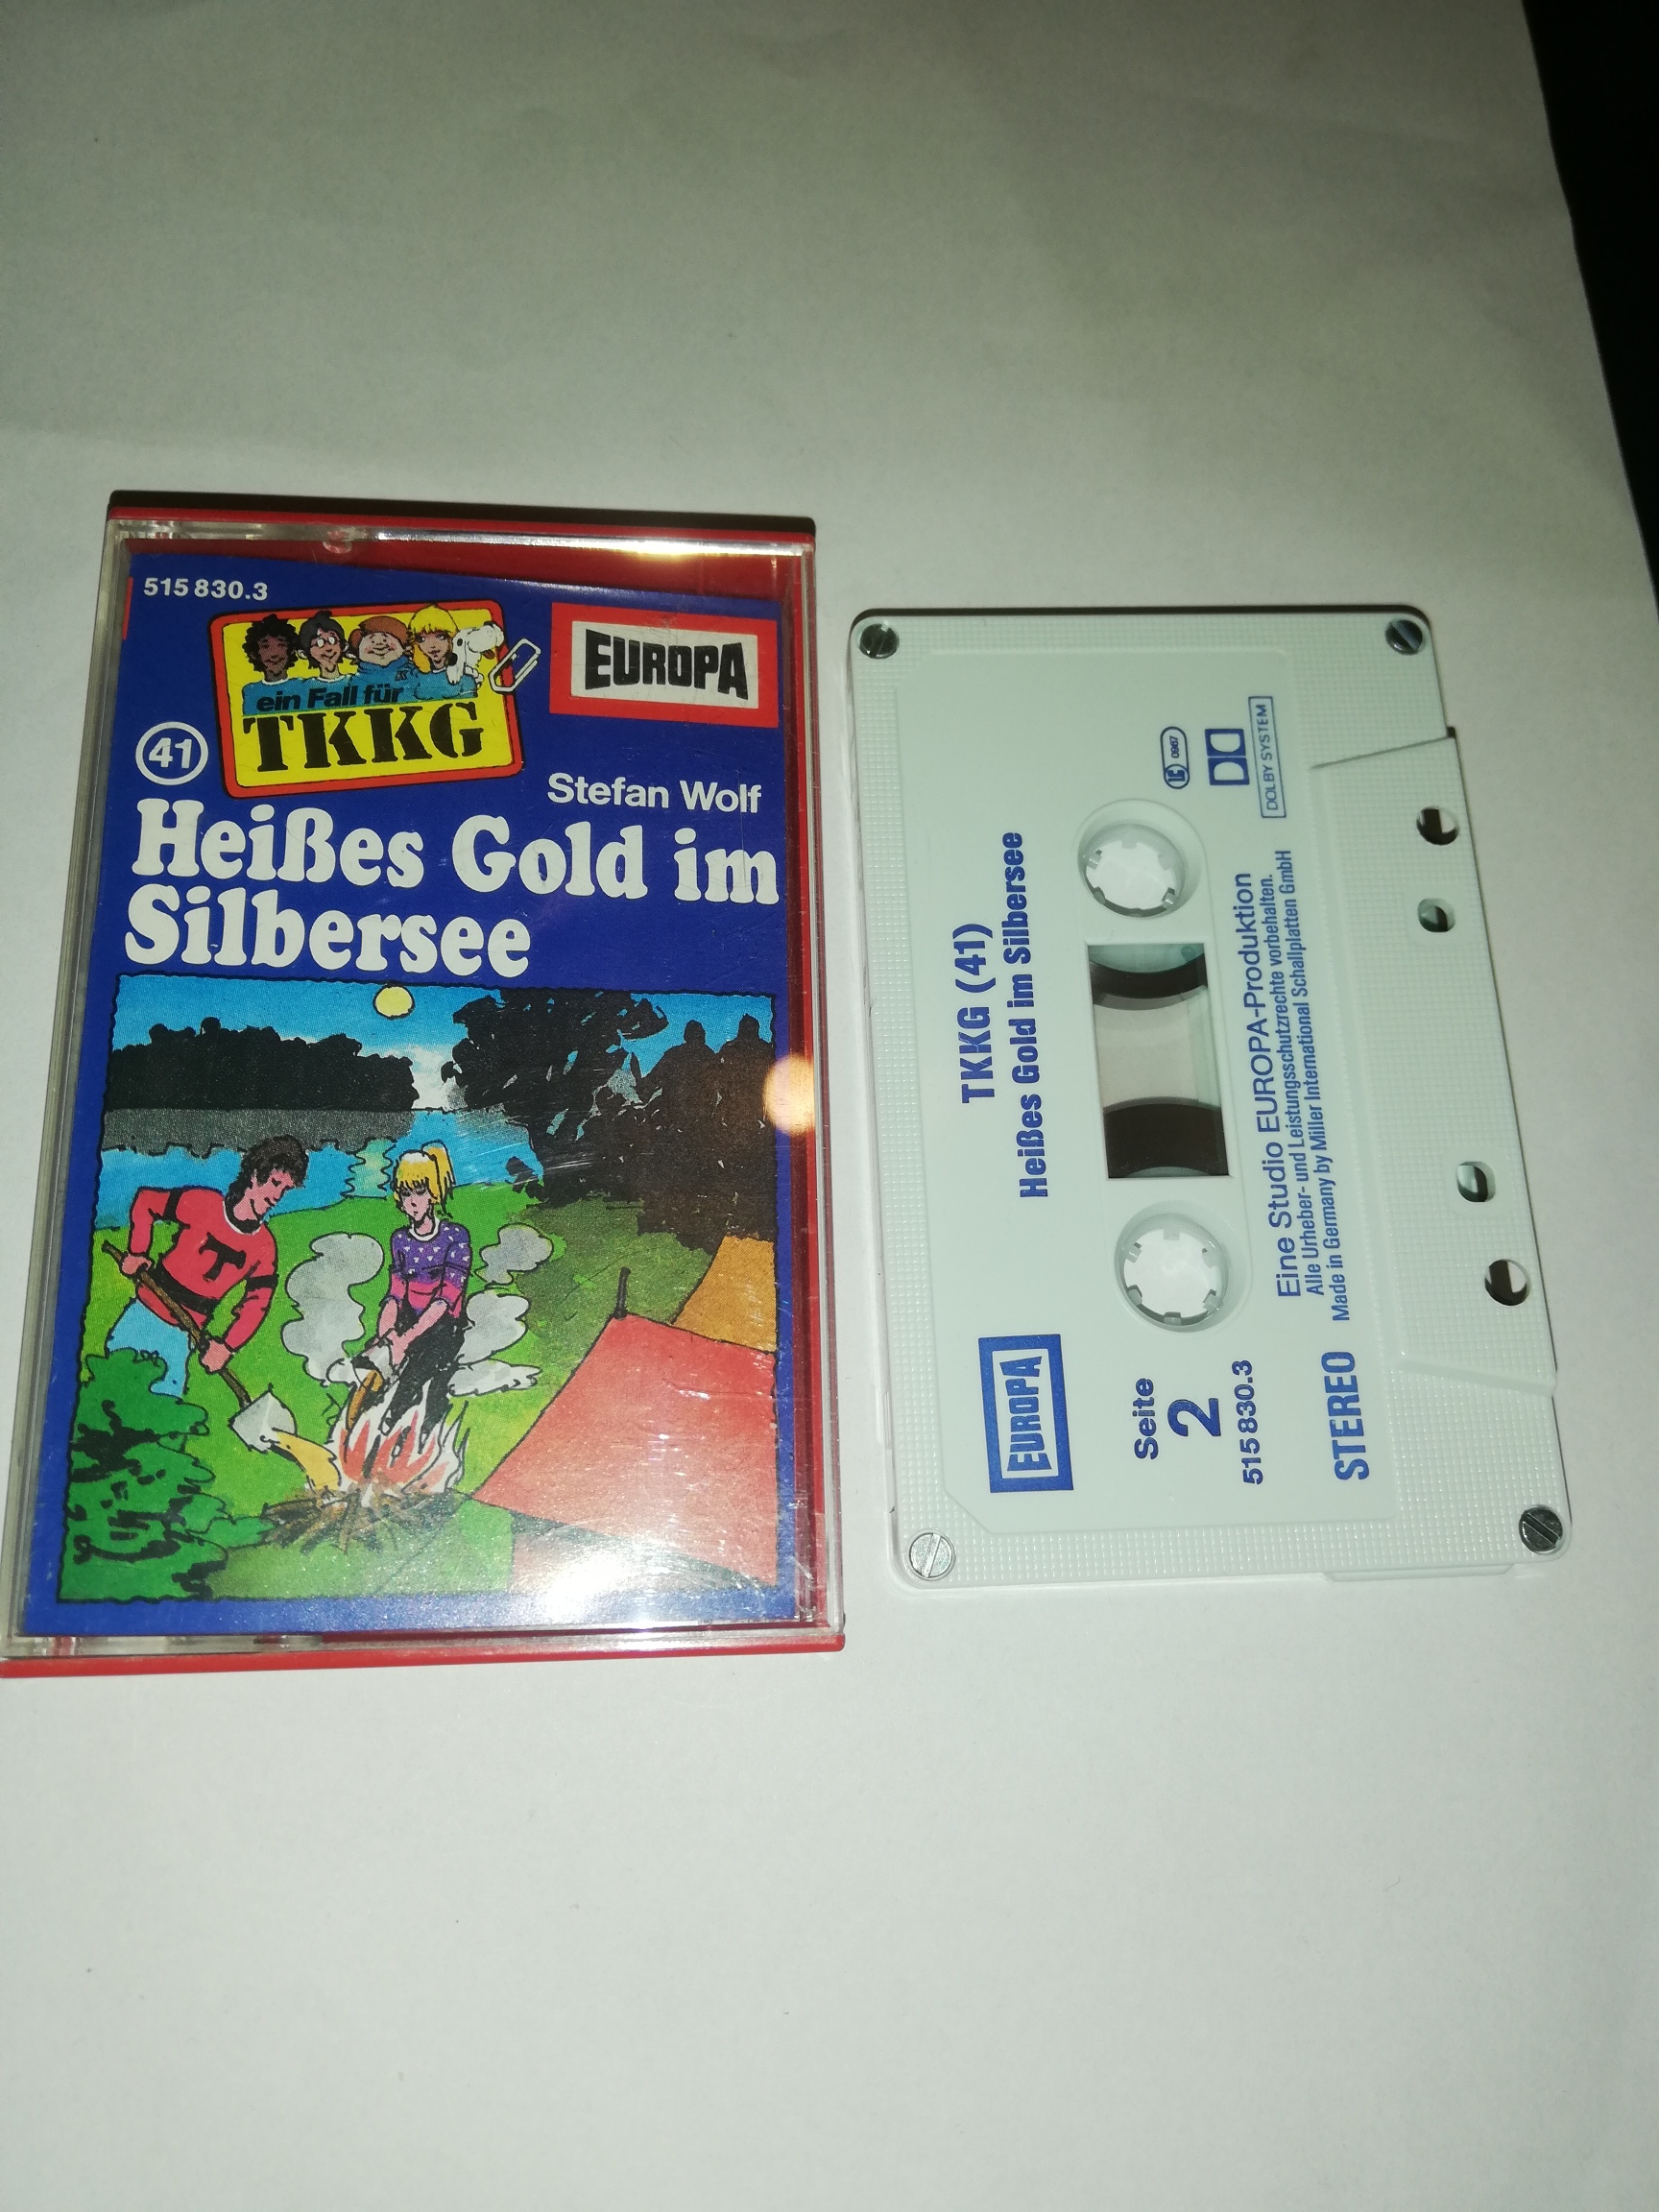 515 830.3
ein Fall für
TKKG
EUROPA
41
Stefan Wolf
Heißes Gold im
Silbersee
T
TKKG (41)
Heißes Gold im Silbersee
EUROPA
Seite
2
515 830.3
STEREO
LC 0967
DOLBY SYSTEM
Eine Studio EUROPA-Produktion
Alle Urheber- und Leistungsschutzrechte vorbehalten.
Made in Germany by Miller International Schallplatten GmbH